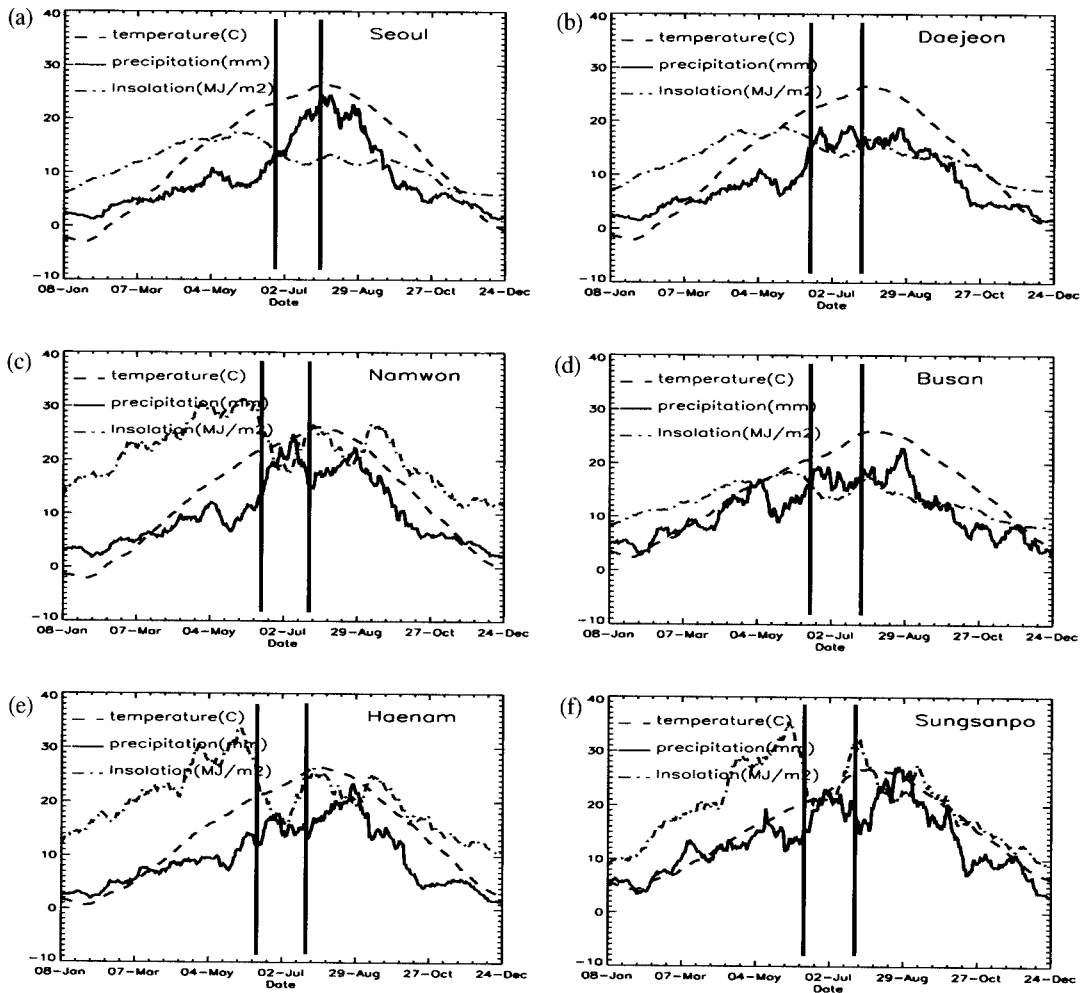 (a)
Seoul
temperature(C)
precipitation(mm)
Insolation(MJ/m2)
40
30
20
10
0
-10
08-Jan 07-Mar 04-May 02-Jul 29-Aug 27-Oct 24-Dec
Date
(b)
Daejeon
temperature(C)
precipitation(mm)
Insolation(MJ/m2)
40
30
20
10
0
-10
08-Jan 07-Mar 04-May 02-Jul 29-Aug 27-Oct 24-Dec
Date
(c)
Namwon
temperature(C)
precipitation(mm)
Insolation(MJ/m2)
40
30
20
10
0
-10
08-Jan 07-Mar 04-May 02-Jul 29-Aug 27-Oct 24-Dec
Date
(d)
Busan
temperature(C)
precipitation(mm)
Insolation(MJ/m2)
40
30
20
10
0
-10
08-Jan 07-Mar 04-May 02-Jul 29-Aug 27-Oct 24-Dec
Date
(e)
Haenam
temperature(C)
precipitation(mm)
Insolation(MJ/m2)
40
30
20
10
0
-10
08-Jan 07-Mar 04-May 02-Jul 29-Aug 27-Oct 24-Dec
Date
(f)
Sungsanpo
temperature(C)
precipitation(mm)
Insolation(MJ/m2)
40
30
20
10
0
-10
08-Jan 07-Mar 04-May 02-Jul 29-Aug 27-Oct 24-Dec
Date